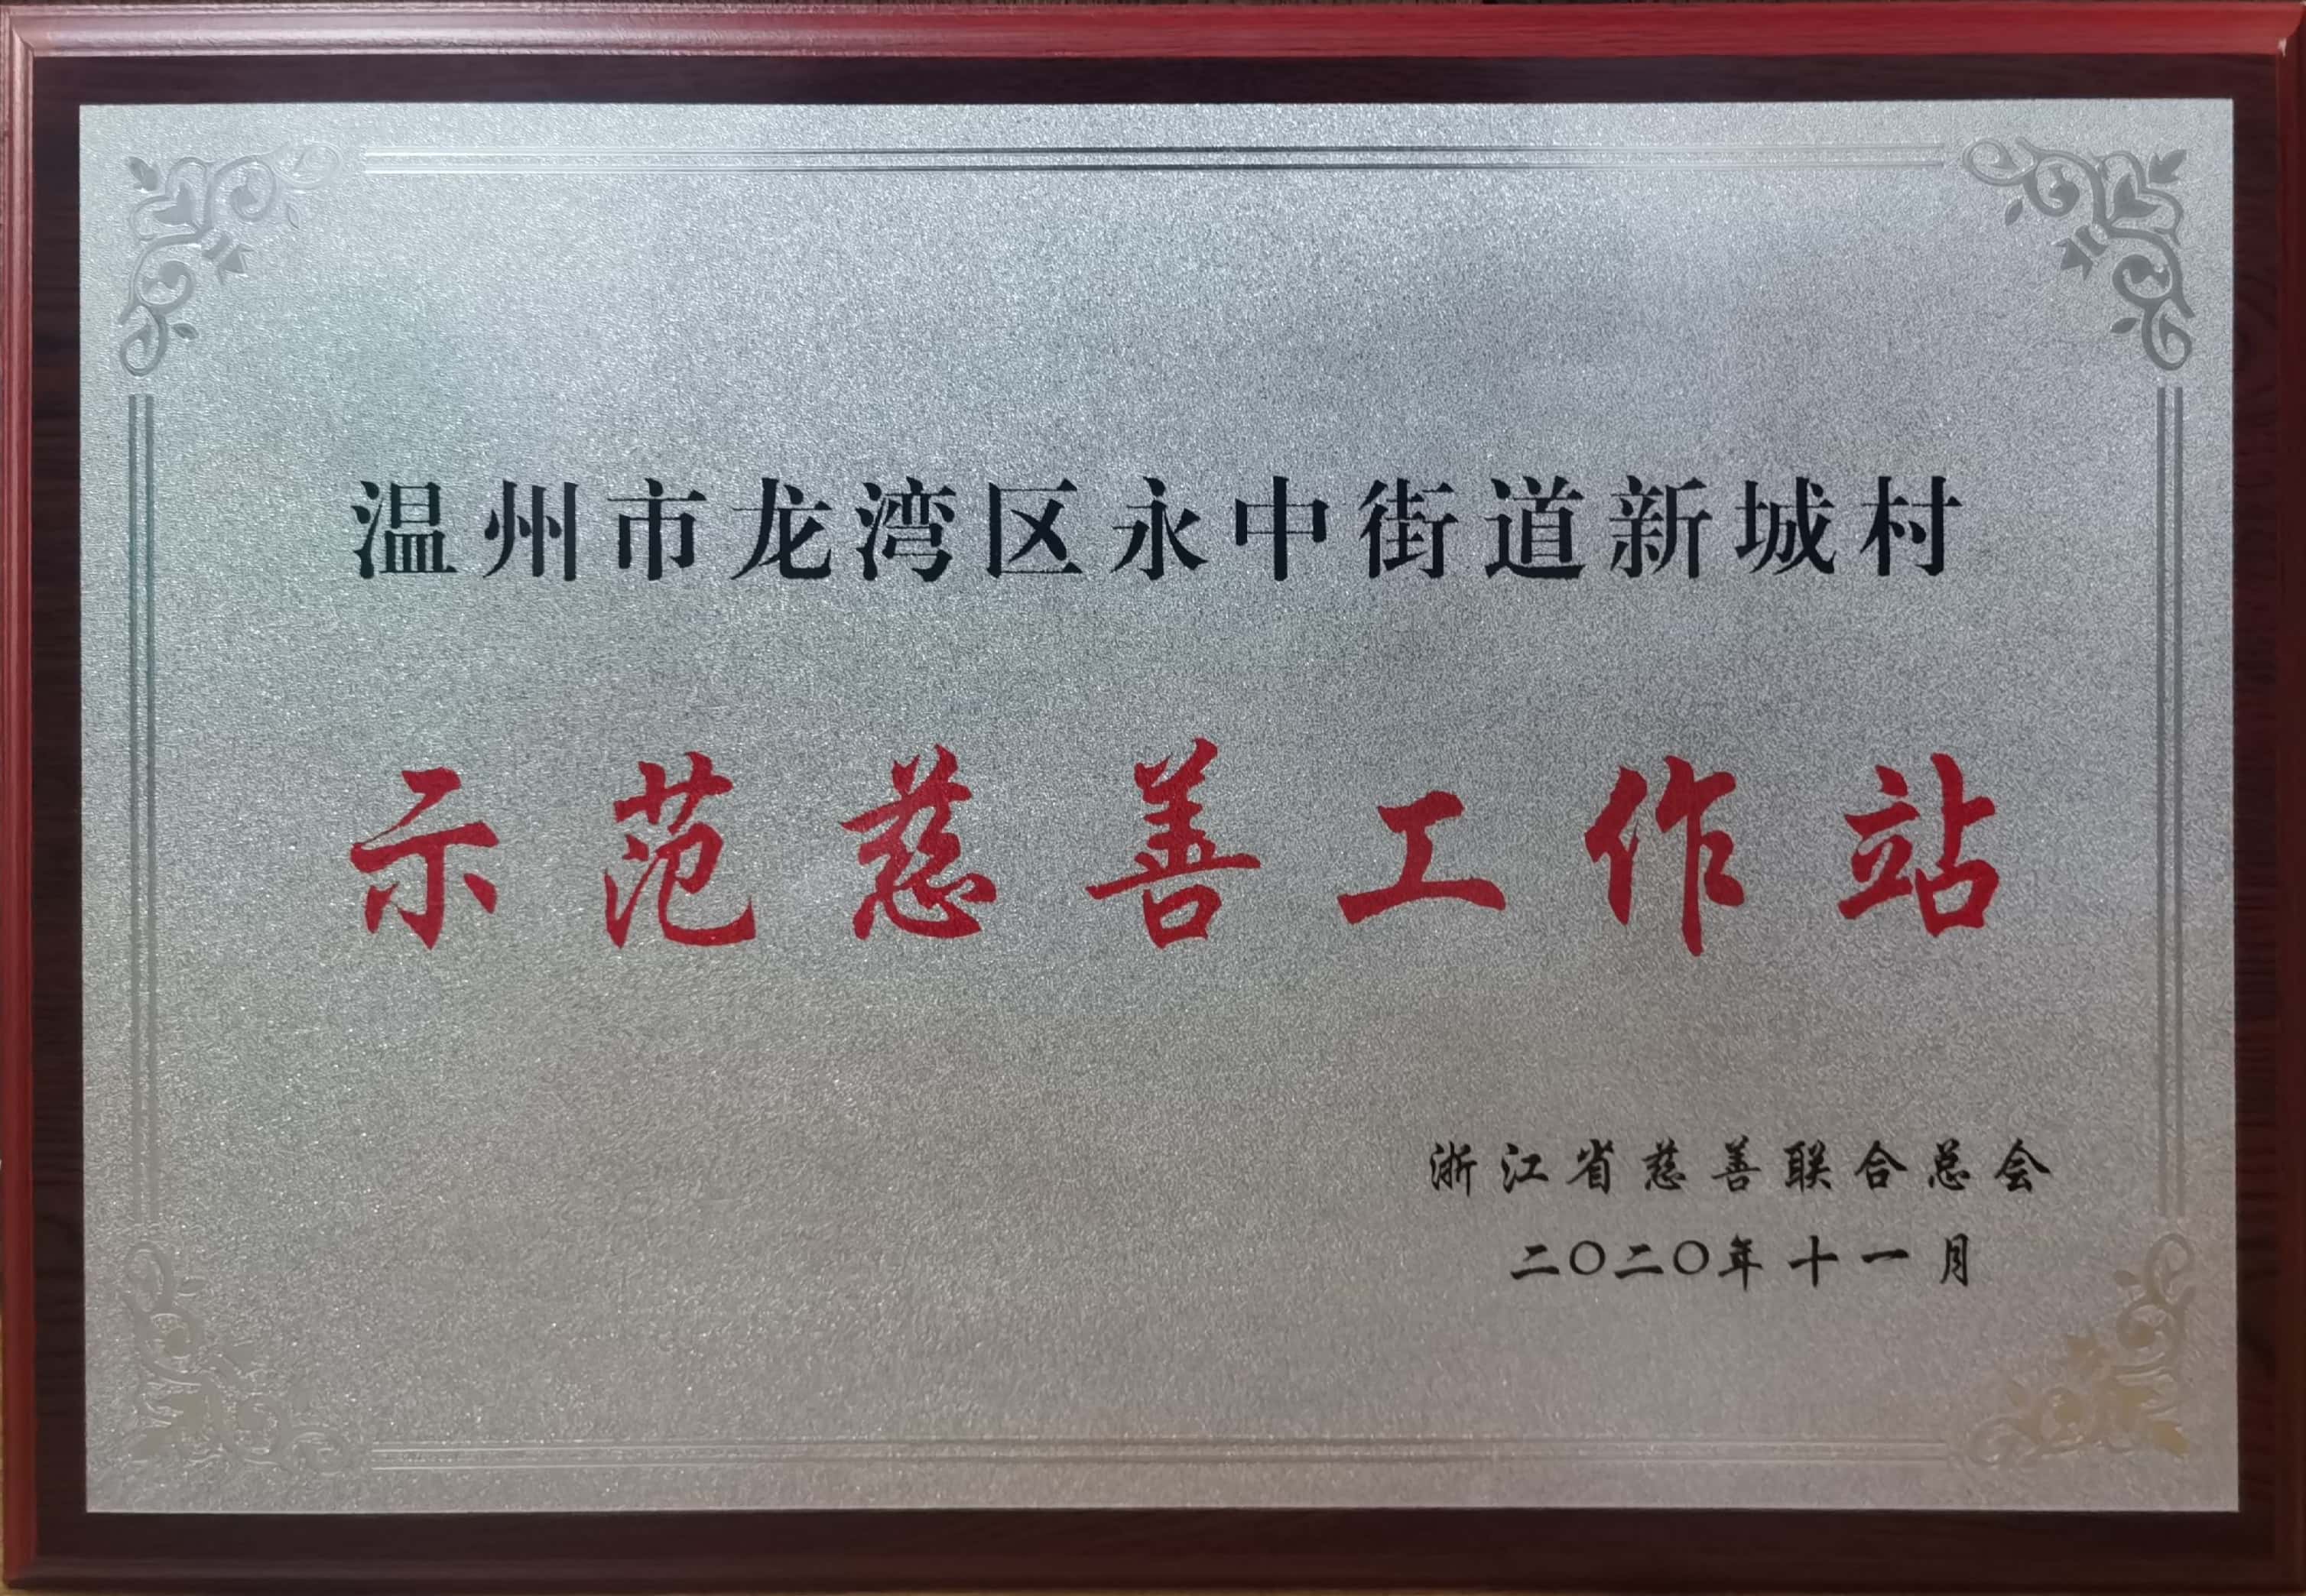 温州市龙湾区永中街道新城村
示范慈善工作站
浙江省慈善联合总会
二〇二〇年十一月